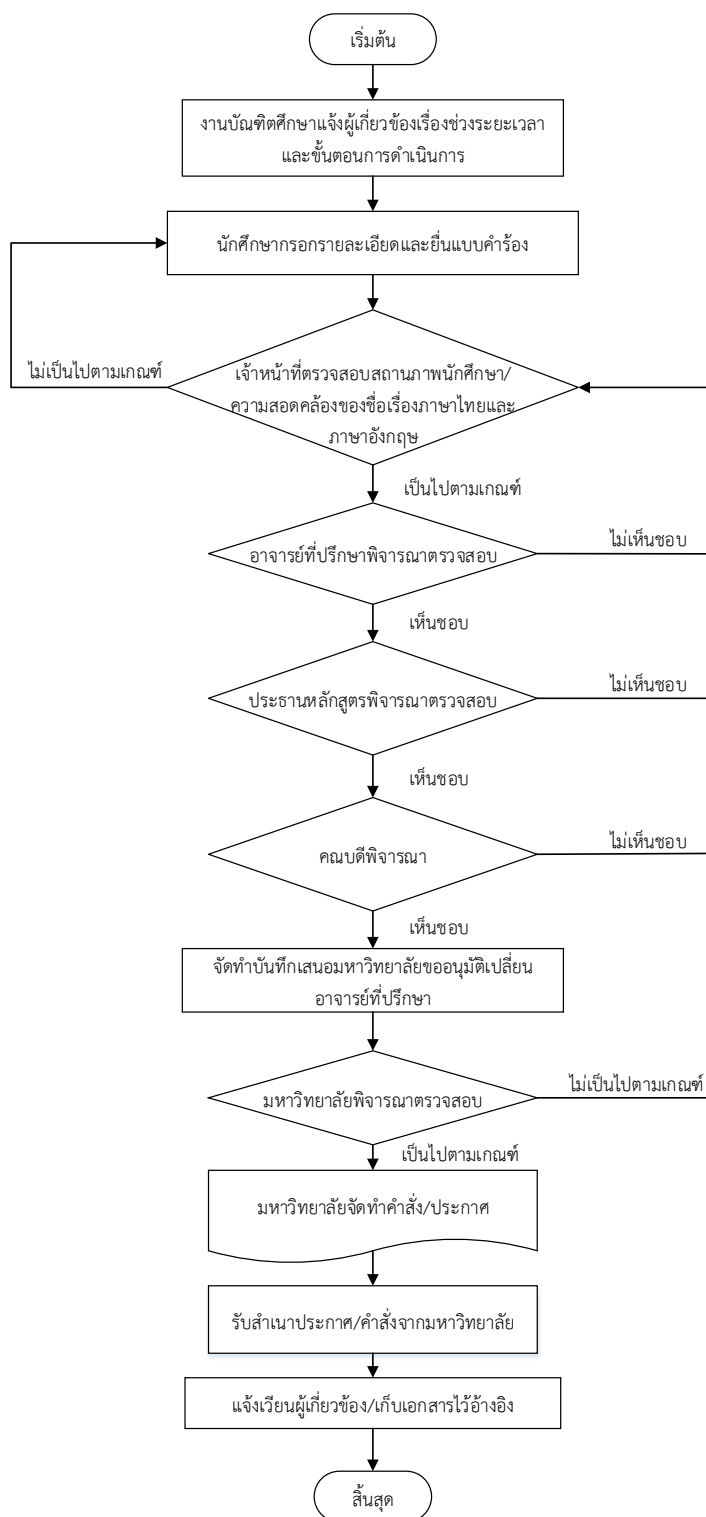 เริ่มต้น
งานบัณฑิตศึกษาแจ้งผู้เกี่ยวข้องเรื่องช่วงระยะเวลา
และขั้นตอนการดำเนินการ
นักศึกษากรอกรายละเอียดและยื่นแบบคำร้อง
ไม่เป็นไปตามเกณฑ์
เจ้าหน้าที่ตรวจสอบสถานภาพนักศึกษา/
ความสอดคล้องของชื่อเรื่องภาษาไทยและ
ภาษาอังกฤษ
เป็นไปตามเกณฑ์
ไม่เห็นชอบ
อาจารย์ที่ปรึกษาพิจารณาตรวจสอบ
เห็นชอบ
ไม่เห็นชอบ
ประธานหลักสูตรพิจารณาตรวจสอบ
เห็นชอบ
ไม่เห็นชอบ
คณบดีพิจารณา
เห็นชอบ
จัดทำบันทึกเสนอมหาวิทยาลัยขออนุมัติเปลี่ยน
อาจารย์ที่ปรึกษา
ไม่เป็นไปตามเกณฑ์
มหาวิทยาลัยพิจารณาตรวจสอบ
เป็นไปตามเกณฑ์
มหาวิทยาลัยจัดทำคำสั่ง/ประกาศ
รับสำเนาประกาศ/คำสั่งจากมหาวิทยาลัย
แจ้งเวียนผู้เกี่ยวข้อง/เก็บเอกสารไว้อ้างอิง
สิ้นสุด